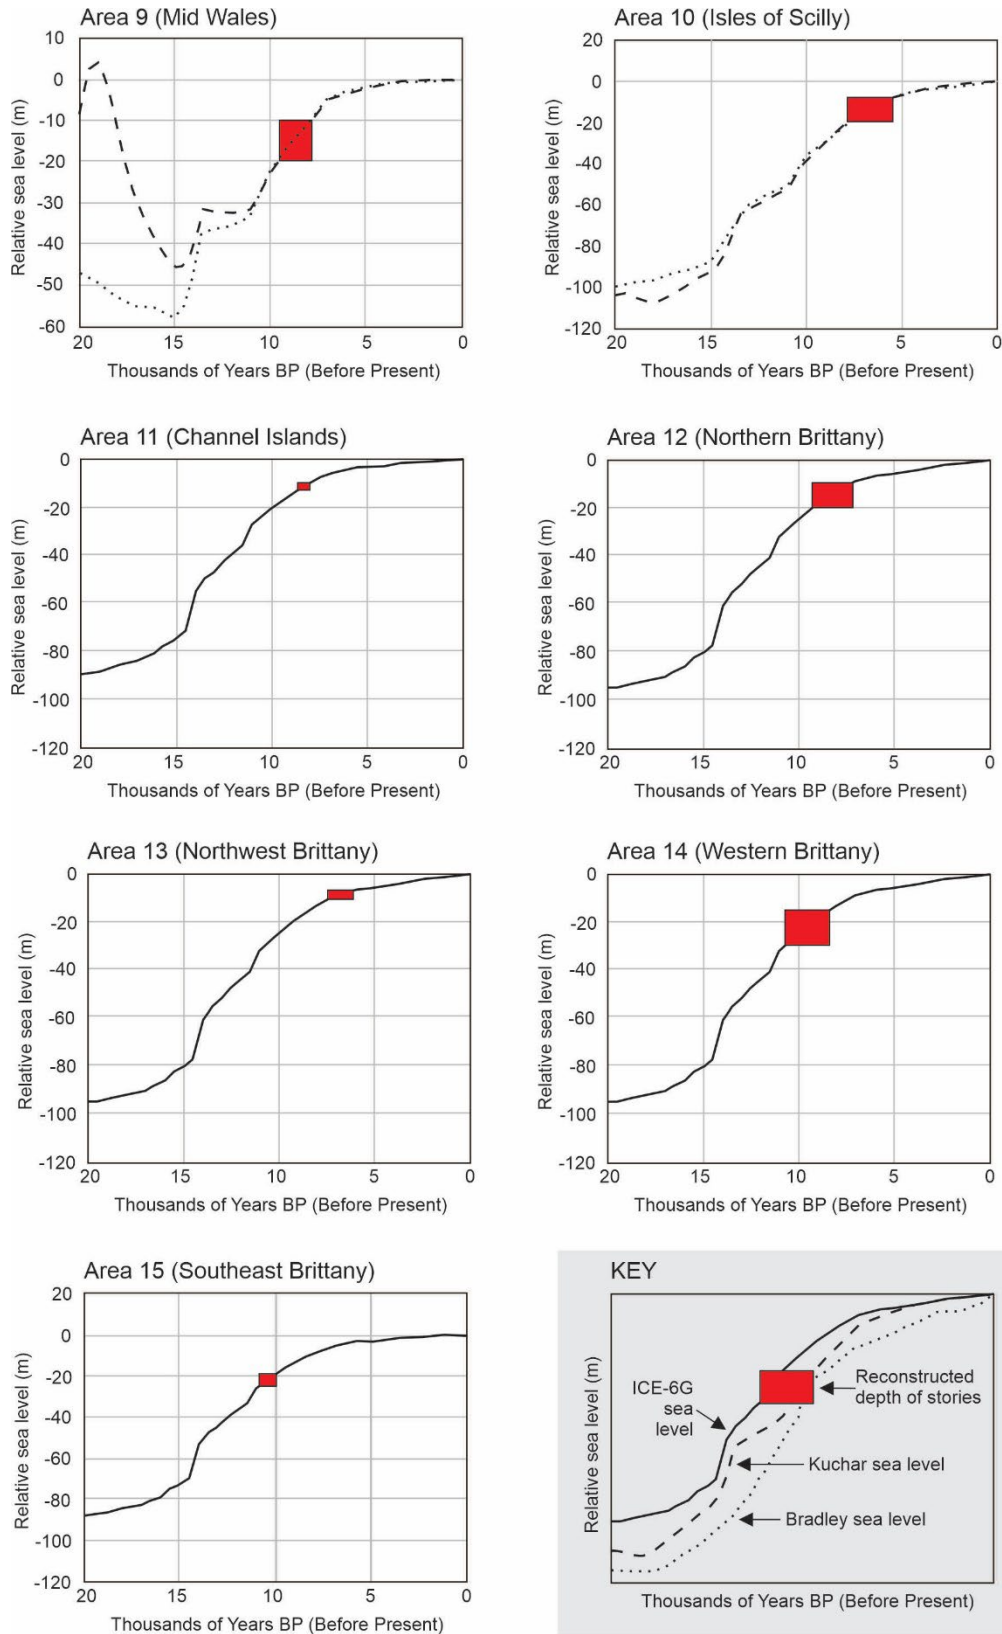 Area 9 (Mid Wales)
10
0
-10
-20
-30
-40
-50
-60
Relative sea level (m)
20
15
10
5
0
Thousands of Years BP (Before Present)
Area 10 (Isles of Scilly)
20
0
-20
-40
-60
-80
-100
-120
Relative sea level (m)
20
15
10
5
0
Thousands of Years BP (Before Present)
Area 11 (Channel Islands)
0
-20
-40
-60
-80
-100
-120
Relative sea level (m)
20
15
10
5
0
Thousands of Years BP (Before Present)
Area 12 (Northern Brittany)
0
-20
-40
-60
-80
-100
-120
Relative sea level (m)
20
15
10
5
0
Thousands of Years BP (Before Present)
Area 13 (Northwest Brittany)
0
-20
-40
-60
-80
-100
-120
Relative sea level (m)
20
15
10
5
0
Thousands of Years BP (Before Present)
Area 14 (Western Brittany)
0
-20
-40
-60
-80
-100
-120
Relative sea level (m)
20
15
10
5
0
Thousands of Years BP (Before Present)
Area 15 (Southeast Brittany)
20
0
-20
-40
-60
-80
-100
-120
Relative sea level (m)
20
15
10
5
0
Thousands of Years BP (Before Present)
KEY
Relative sea level (m)
ICE-6G
sea
level
Reconstructed
depth of stories
Kuchar sea level
Bradley sea level
Thousands of Years BP (Before Present)